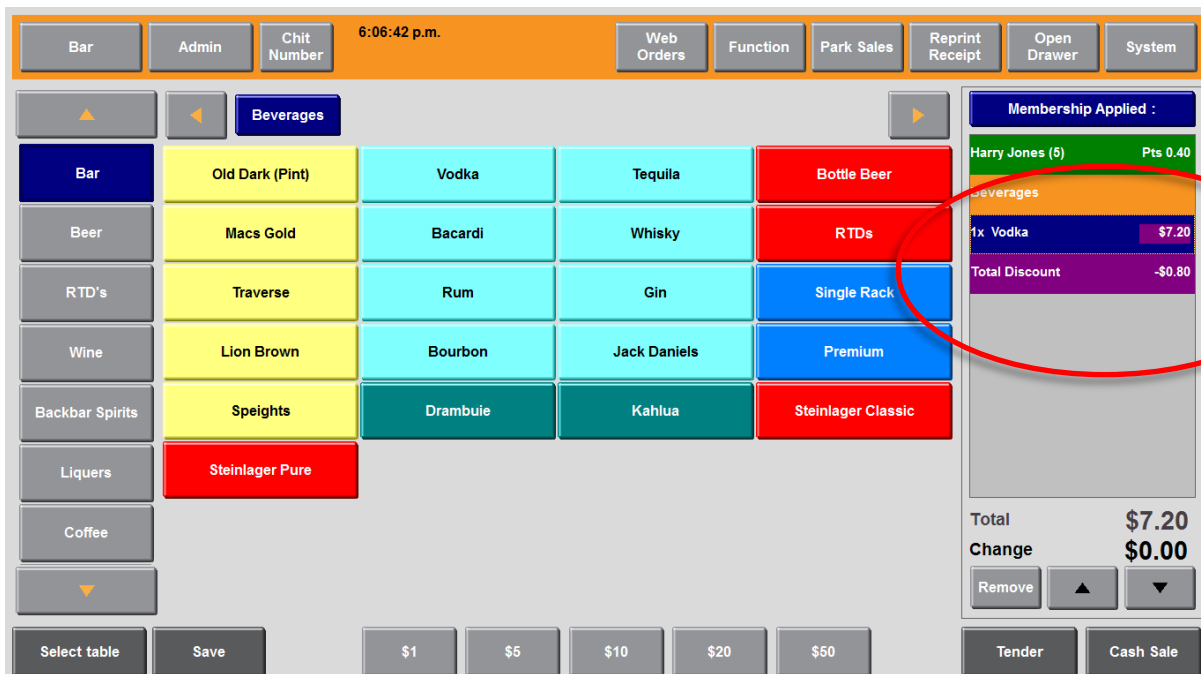 Bar
Admin
Chit
Number
6:06:42 p.m.
Web
Orders
Function
Park Sales
Reprint
Receipt
Open
Drawer
System
Beverages
Membership Applied :
Bar
Beer
RTD's
Wine
Backbar Spirits
Liquers
Coffee
Old Dark (Pint)
Vodka
Tequila
Bottle Beer
Macs Gold
Bacardi
Whisky
RTDs
Traverse
Rum
Gin
Single Rack
Lion Brown
Bourbon
Jack Daniels
Premium
Speights
Drambuie
Kahlua
Steinlager Classic
Steinlager Pure
Harry Jones (5) Pts 0.40
Beverages
1x Vodka $7.20
Total Discount -$0.80
Total $7.20
Change $0.00
Remove
Select table
Save
$1
$5
$10
$20
$50
Tender
Cash Sale